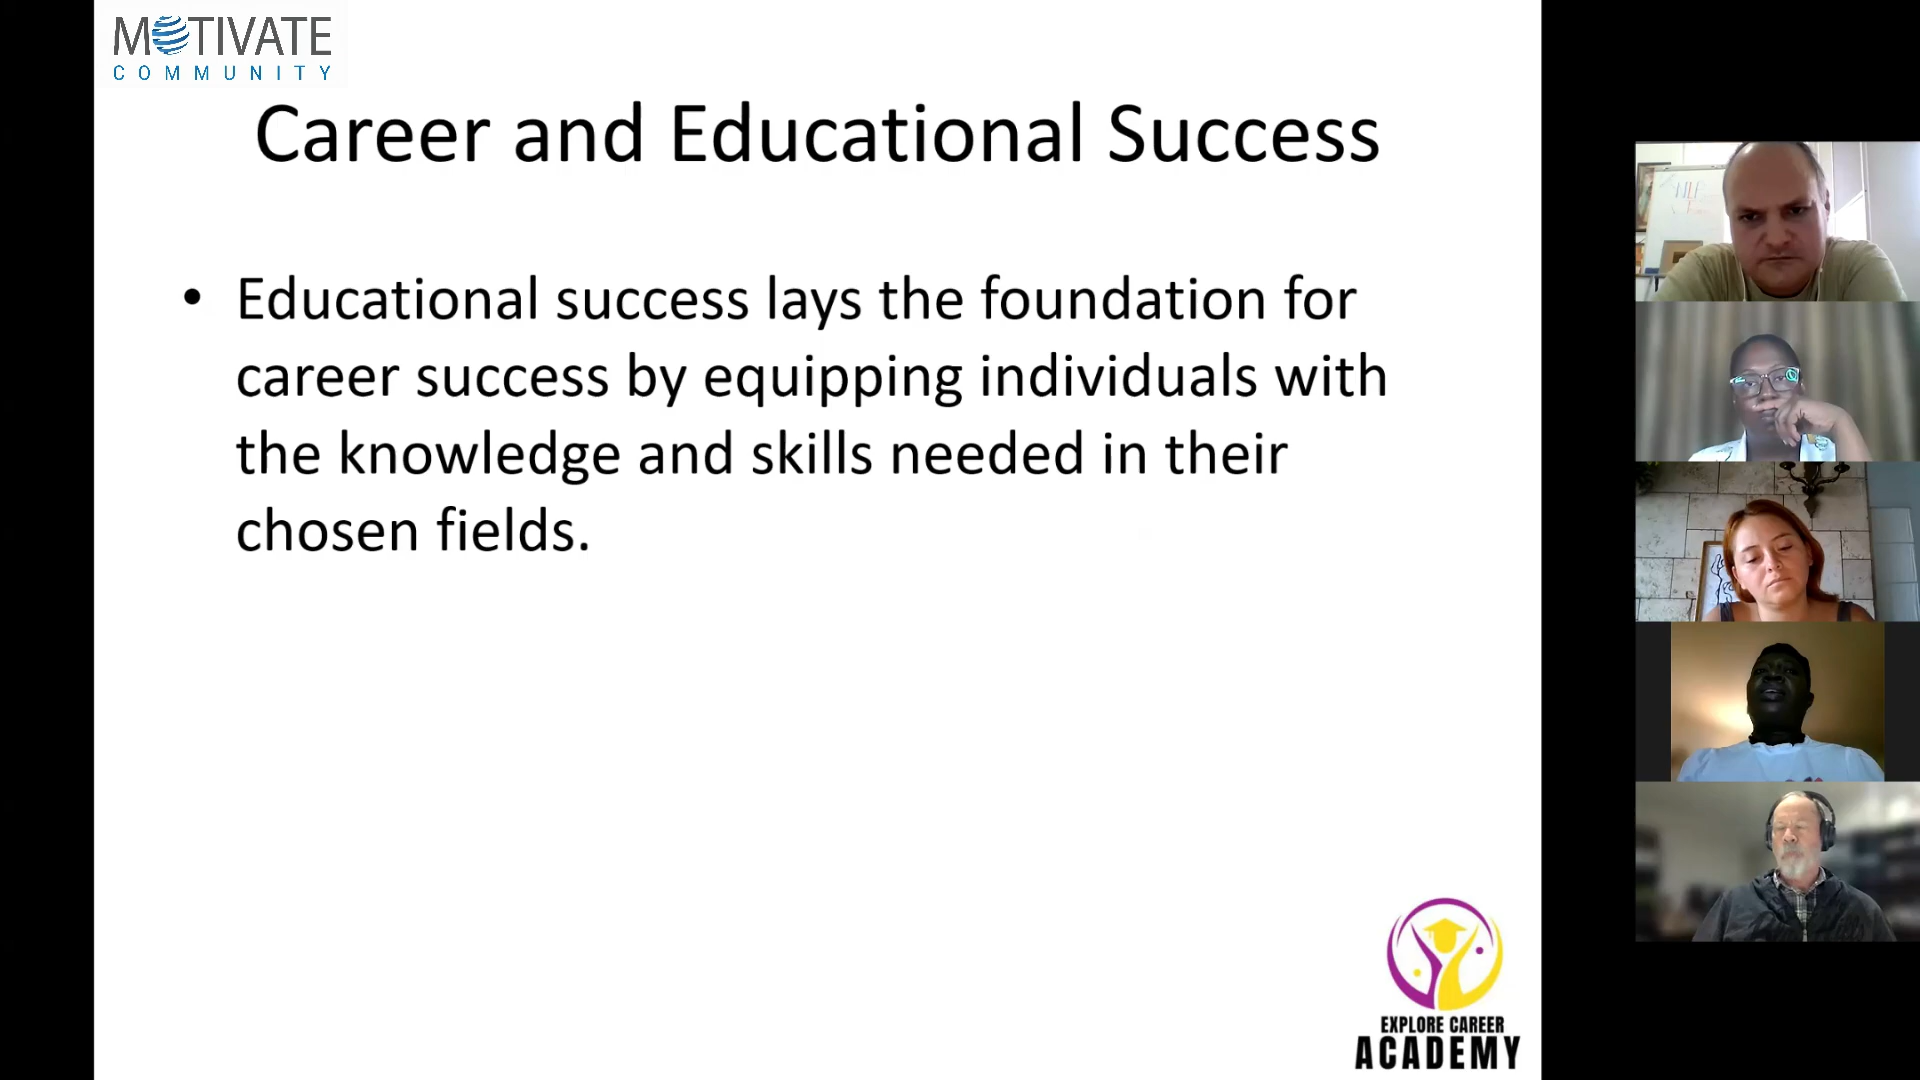 MOTIVATE
COMMUNITY
Career and Educational Success
• Educational success lays the foundation for
career success by equipping individuals with
the knowledge and skills needed in their
chosen fields.
NLP
EXPLORE CAREER
ACADEMY